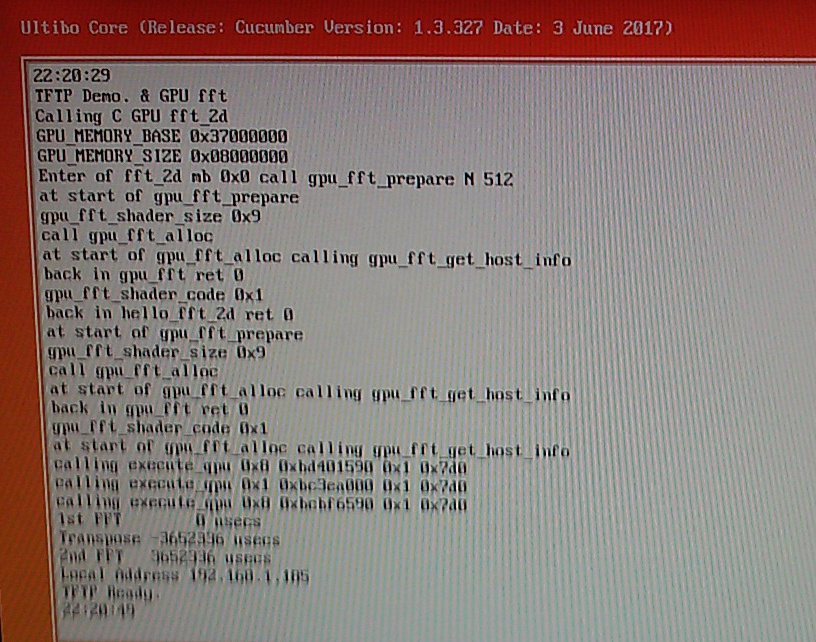 Ultibo Core (Release: Cucumber Version: 1.3.327 Date: 3 June 2017)
22:20:29
TFTP Demo. & GPU fft
Calling C GPU fft_2d
GPU_MEMORY_BASE 0x37000000
GPU_MEMORY_SIZE 0x08000000
Enter of fft_2d mb 0x0 call gpu_fft_prepare N 512
at start of gpu_fft_prepare
gpu_fft_shader_size 0x9
call gpu_fft_alloc
at start of gpu_fft_alloc calling gpu_fft_get_host_info
back in gpu_fft ret 0
gpu_fft_shader_code 0x1
back in hello_fft_2d ret 0
at start of gpu_fft_prepare
gpu_fft_shader_size 0x9
call gpu_fft_alloc
at start of gpu_fft_alloc calling gpu_fft_get_host_info
back in gpu_fft ret 0
gpu_fft_shader_code 0x1
at start of gpu_fft_alloc calling gpu_fft_get_host_info
calling execute_qpu 0x0 0xbd401590 0x1 0x7d0
calling execute_qpu 0x1 0xbc3ea000 0x1 0x7d0
calling execute_qpu 0x0 0xbcbf6590 0x1 0x7d0
1st FFT 0 usecs
Transpose -3652336 usecs
2nd FFT 3652336 usecs
Local Address 192.168.1.185
TFTP Ready.
22:20:49